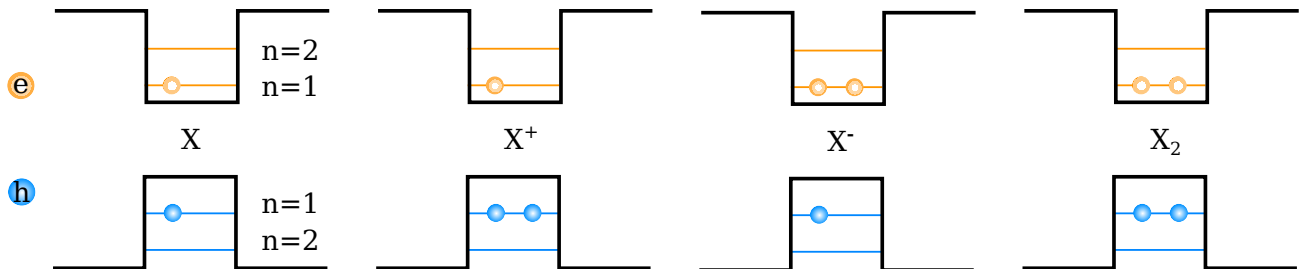 n=2
e n=1
X X⁺ X⁻ X₂
h n=1
n=2